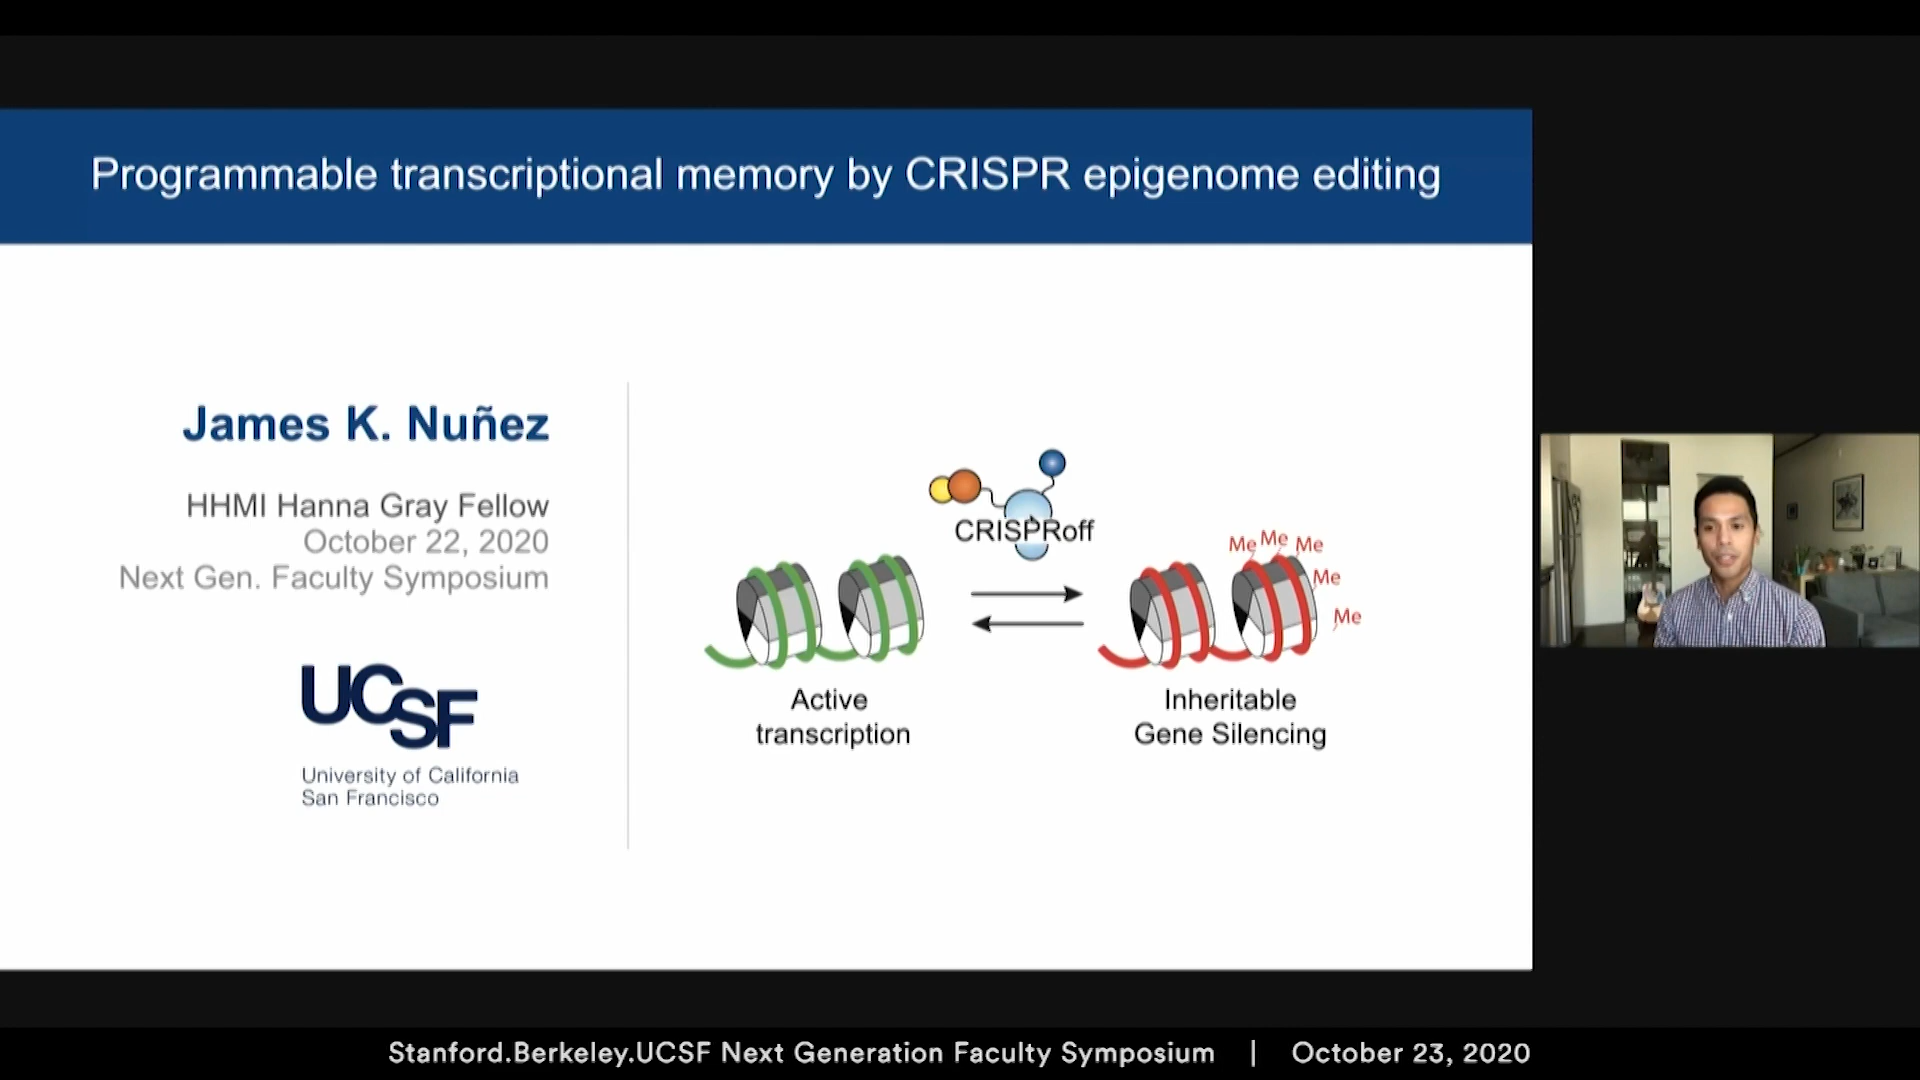 Programmable transcriptional memory by CRISPR epigenome editing
James K. Nuñez
HHMI Hanna Gray Fellow
October 22, 2020
Next Gen. Faculty Symposium
UCSF
University of California
San Francisco
CRISPRoff
Me Me Me
Me
Me
Active
transcription
Inheritable
Gene Silencing
Stanford.Berkeley.UCSF Next Generation Faculty Symposium | October 23, 2020